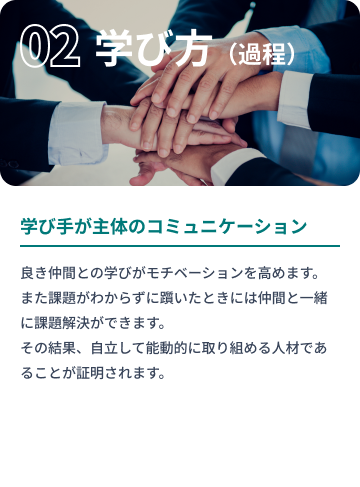 02 学び方（過程）
学び手が主体のコミュニケーション
良き仲間との学びがモチベーションを高めます。
また課題がわからずに躓いたときには仲間と一緒
に課題解決ができます。
その結果、自立して能動的に取り組める人材であ
ることが証明されます。